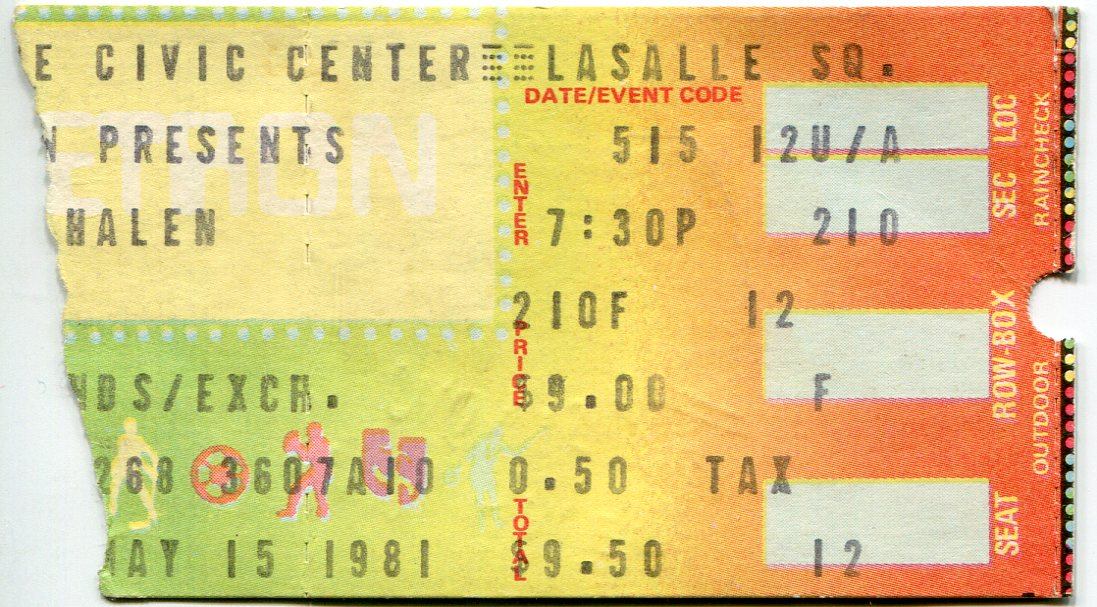 E CIVIC CENTER LASALLE SQ.
DATE/EVENT CODE
N PRESENTS 515 12U/A
ETRON
HALEN ENTER 7:30P 210
210F 12
PRICE
NDS/EXCH. $9.00 F
268 3607A10 0.50 TAX
TOTAL
MAY 15 1981 $9.50 12
LOC
SEC
ROW-BOX
SEAT
RAINCHECK
OUTDOOR